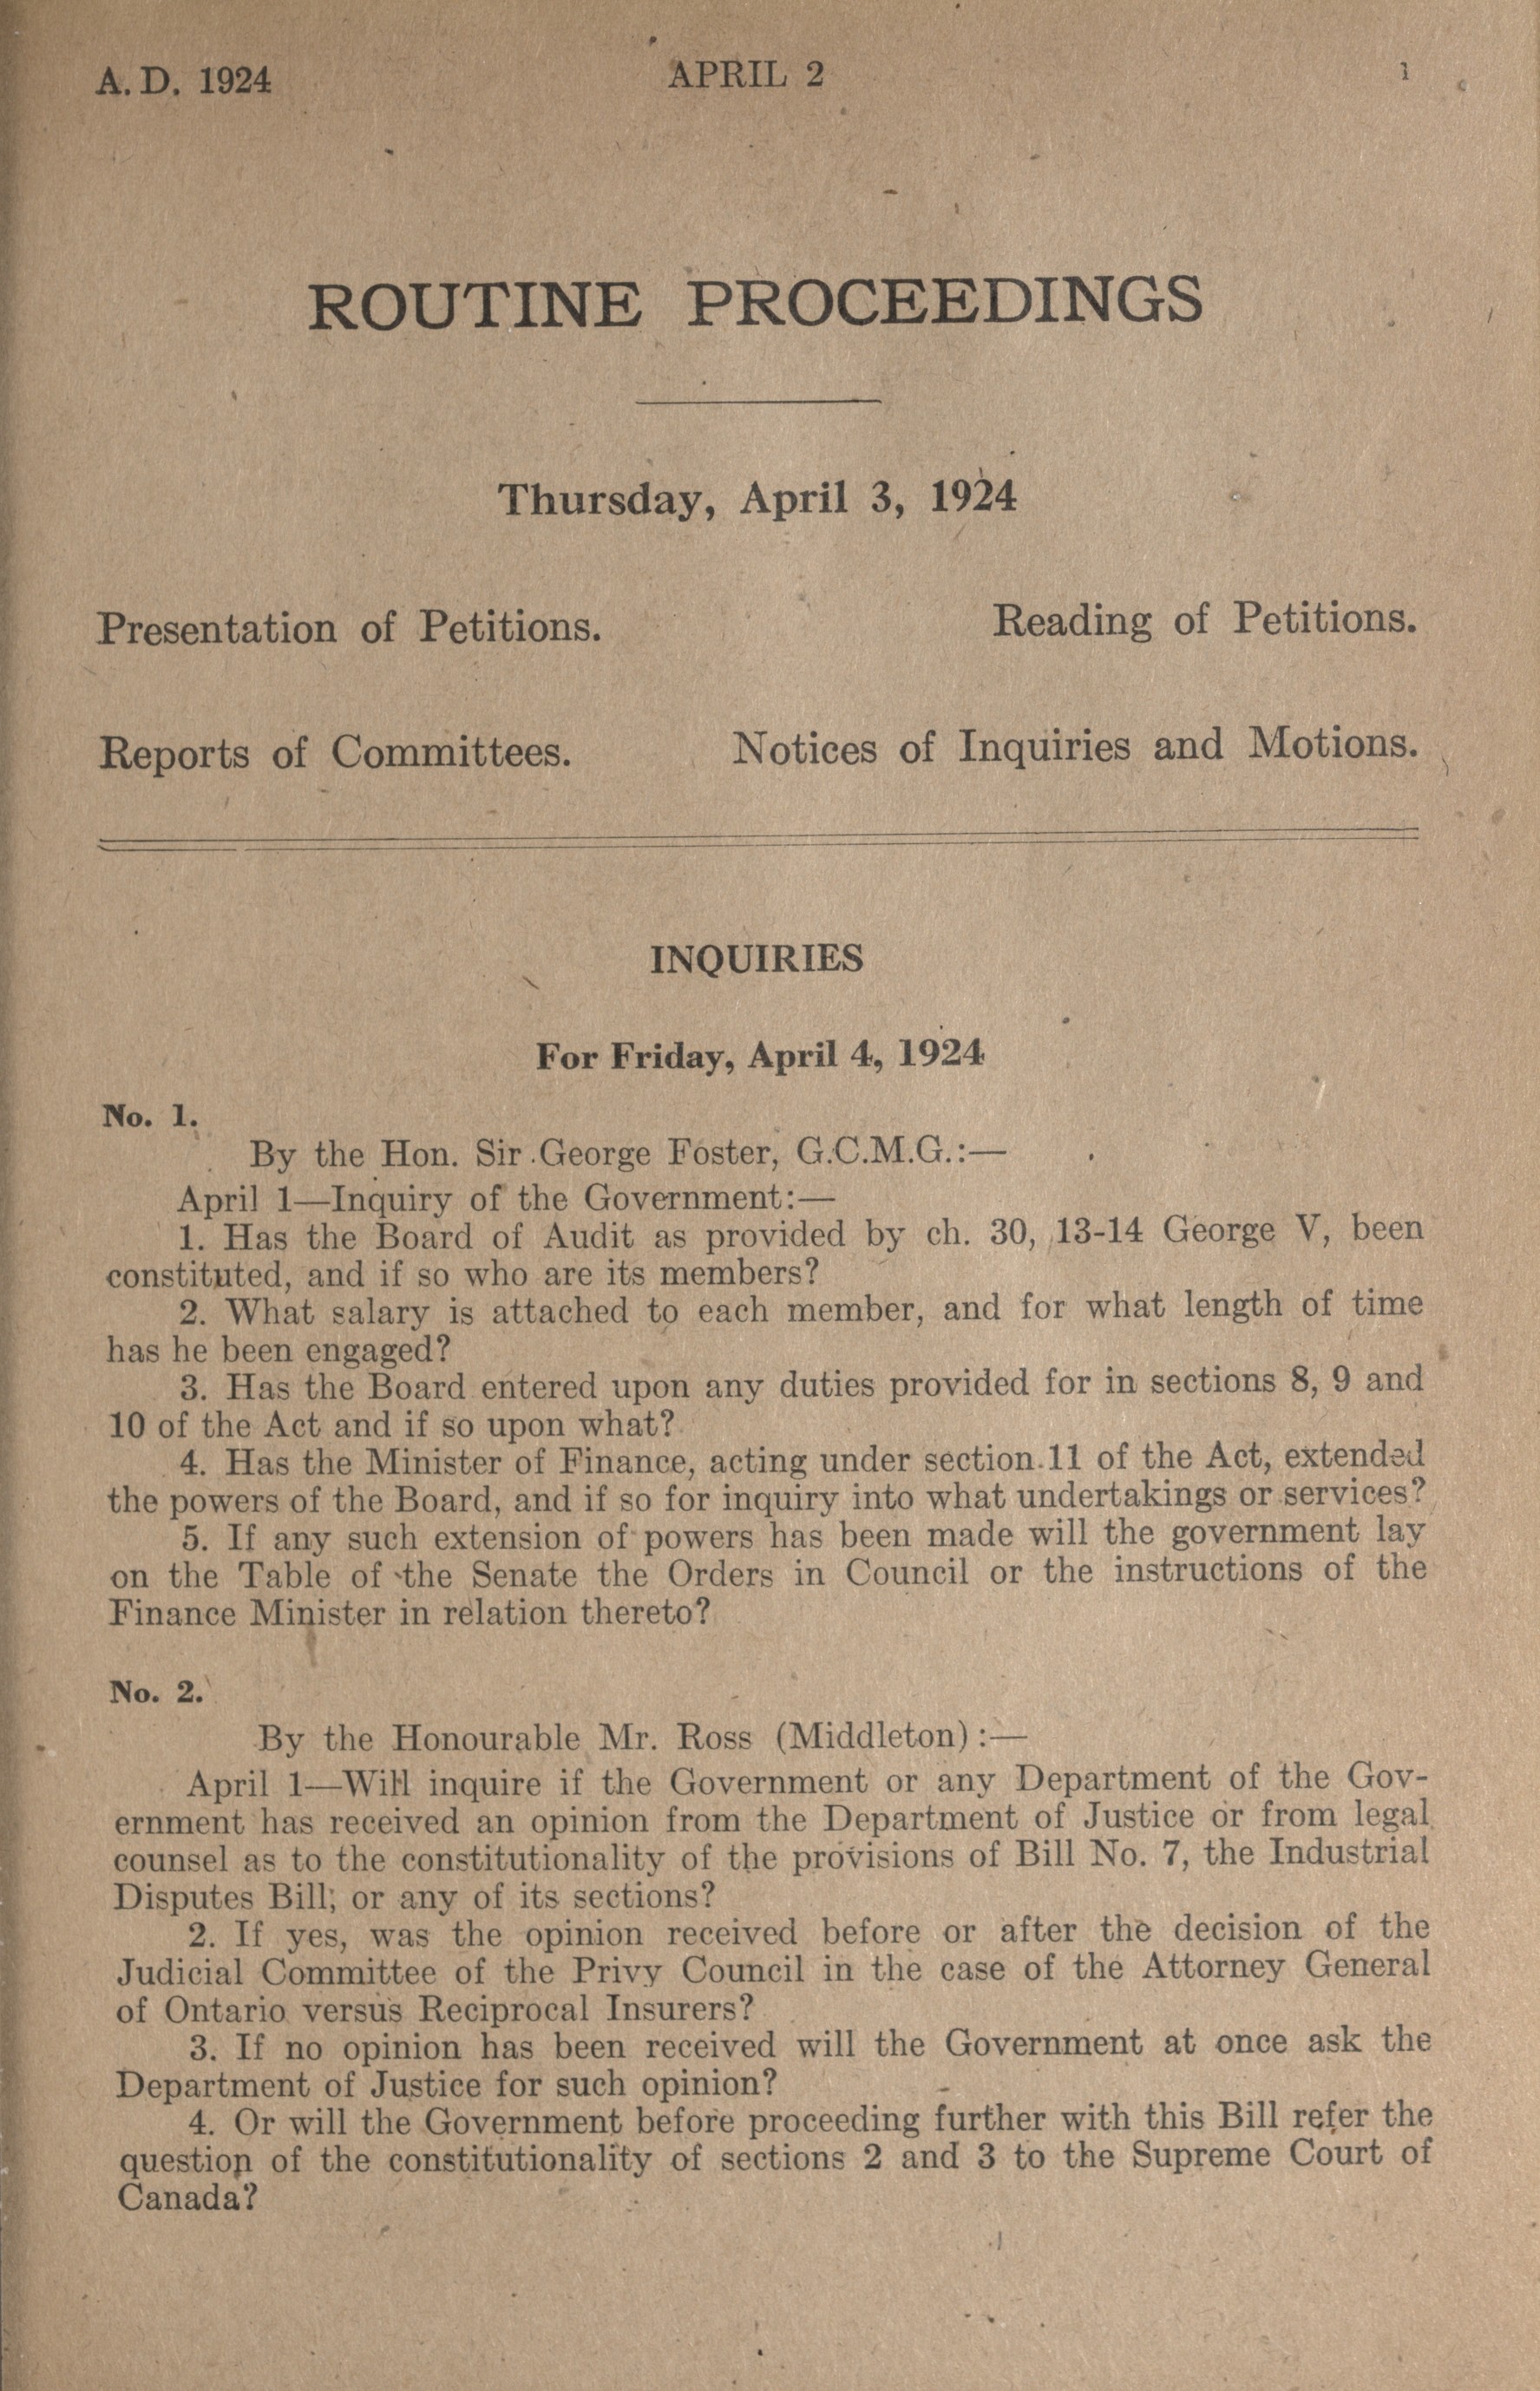 A. D. 1924
APRIL 2
1
ROUTINE PROCEEDINGS
Thursday, April 3, 1924
Presentation of Petitions.
Reading of Petitions.
Reports of Committees.
Notices of Inquiries and Motions.
INQUIRIES
For Friday, April 4, 1924
No. 1.
By the Hon. Sir George Foster, G.C.M.G.:—
April 1—Inquiry of the Government:—
1. Has the Board of Audit as provided by ch. 30, 13-14 George V, been
constituted, and if so who are its members?
2. What salary is attached to each member, and for what length of time
has he been engaged?
3. Has the Board entered upon any duties provided for in sections 8, 9 and
10 of the Act and if so upon what?
4. Has the Minister of Finance, acting under section 11 of the Act, extended
the powers of the Board, and if so for inquiry into what undertakings or services?
5. If any such extension of powers has been made will the government lay
on the Table of the Senate the Orders in Council or the instructions of the
Finance Minister in relation thereto?
No. 2.
By the Honourable Mr. Ross (Middleton):—
April 1—Will inquire if the Government or any Department of the Gov-
ernment has received an opinion from the Department of Justice or from legal
counsel as to the constitutionality of the provisions of Bill No. 7, the Industrial
Disputes Bill, or any of its sections?
2. If yes, was the opinion received before or after the decision of the
Judicial Committee of the Privy Council in the case of the Attorney General
of Ontario versus Reciprocal Insurers?
3. If no opinion has been received will the Government at once ask the
Department of Justice for such opinion?
4. Or will the Government before proceeding further with this Bill refer the
question of the constitutionality of sections 2 and 3 to the Supreme Court of
Canada?